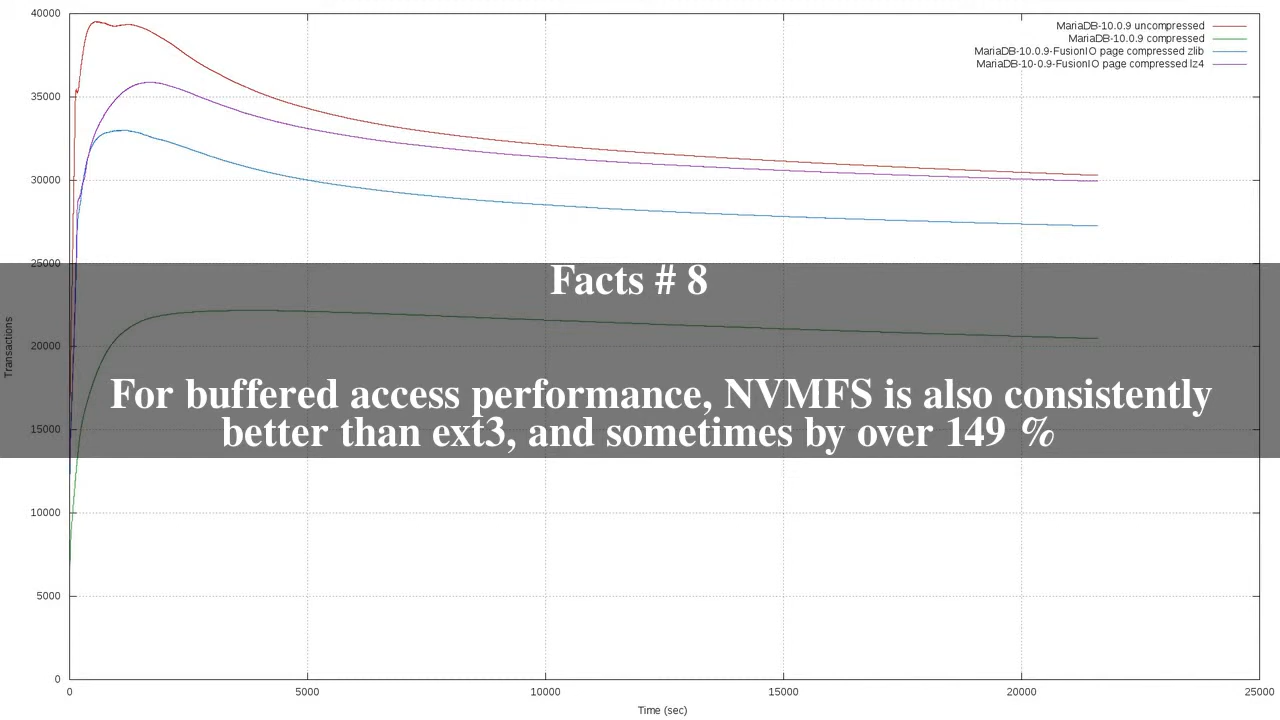 40000
MariaDB-10.0.9 uncompressed
MariaDB-10.0.9 compressed
MariaDB-10.0.9-FusionIO page compressed zlib
MariaDB-10-0.9-FusionIO page compressed lz4
35000
30000
25000
Facts # 8
Transactions
20000
For buffered access performance, NVMFS is also consistently
better than ext3, and sometimes by over 149 %
15000
10000
5000
0
0 5000 10000 15000 20000 25000
Time (sec)